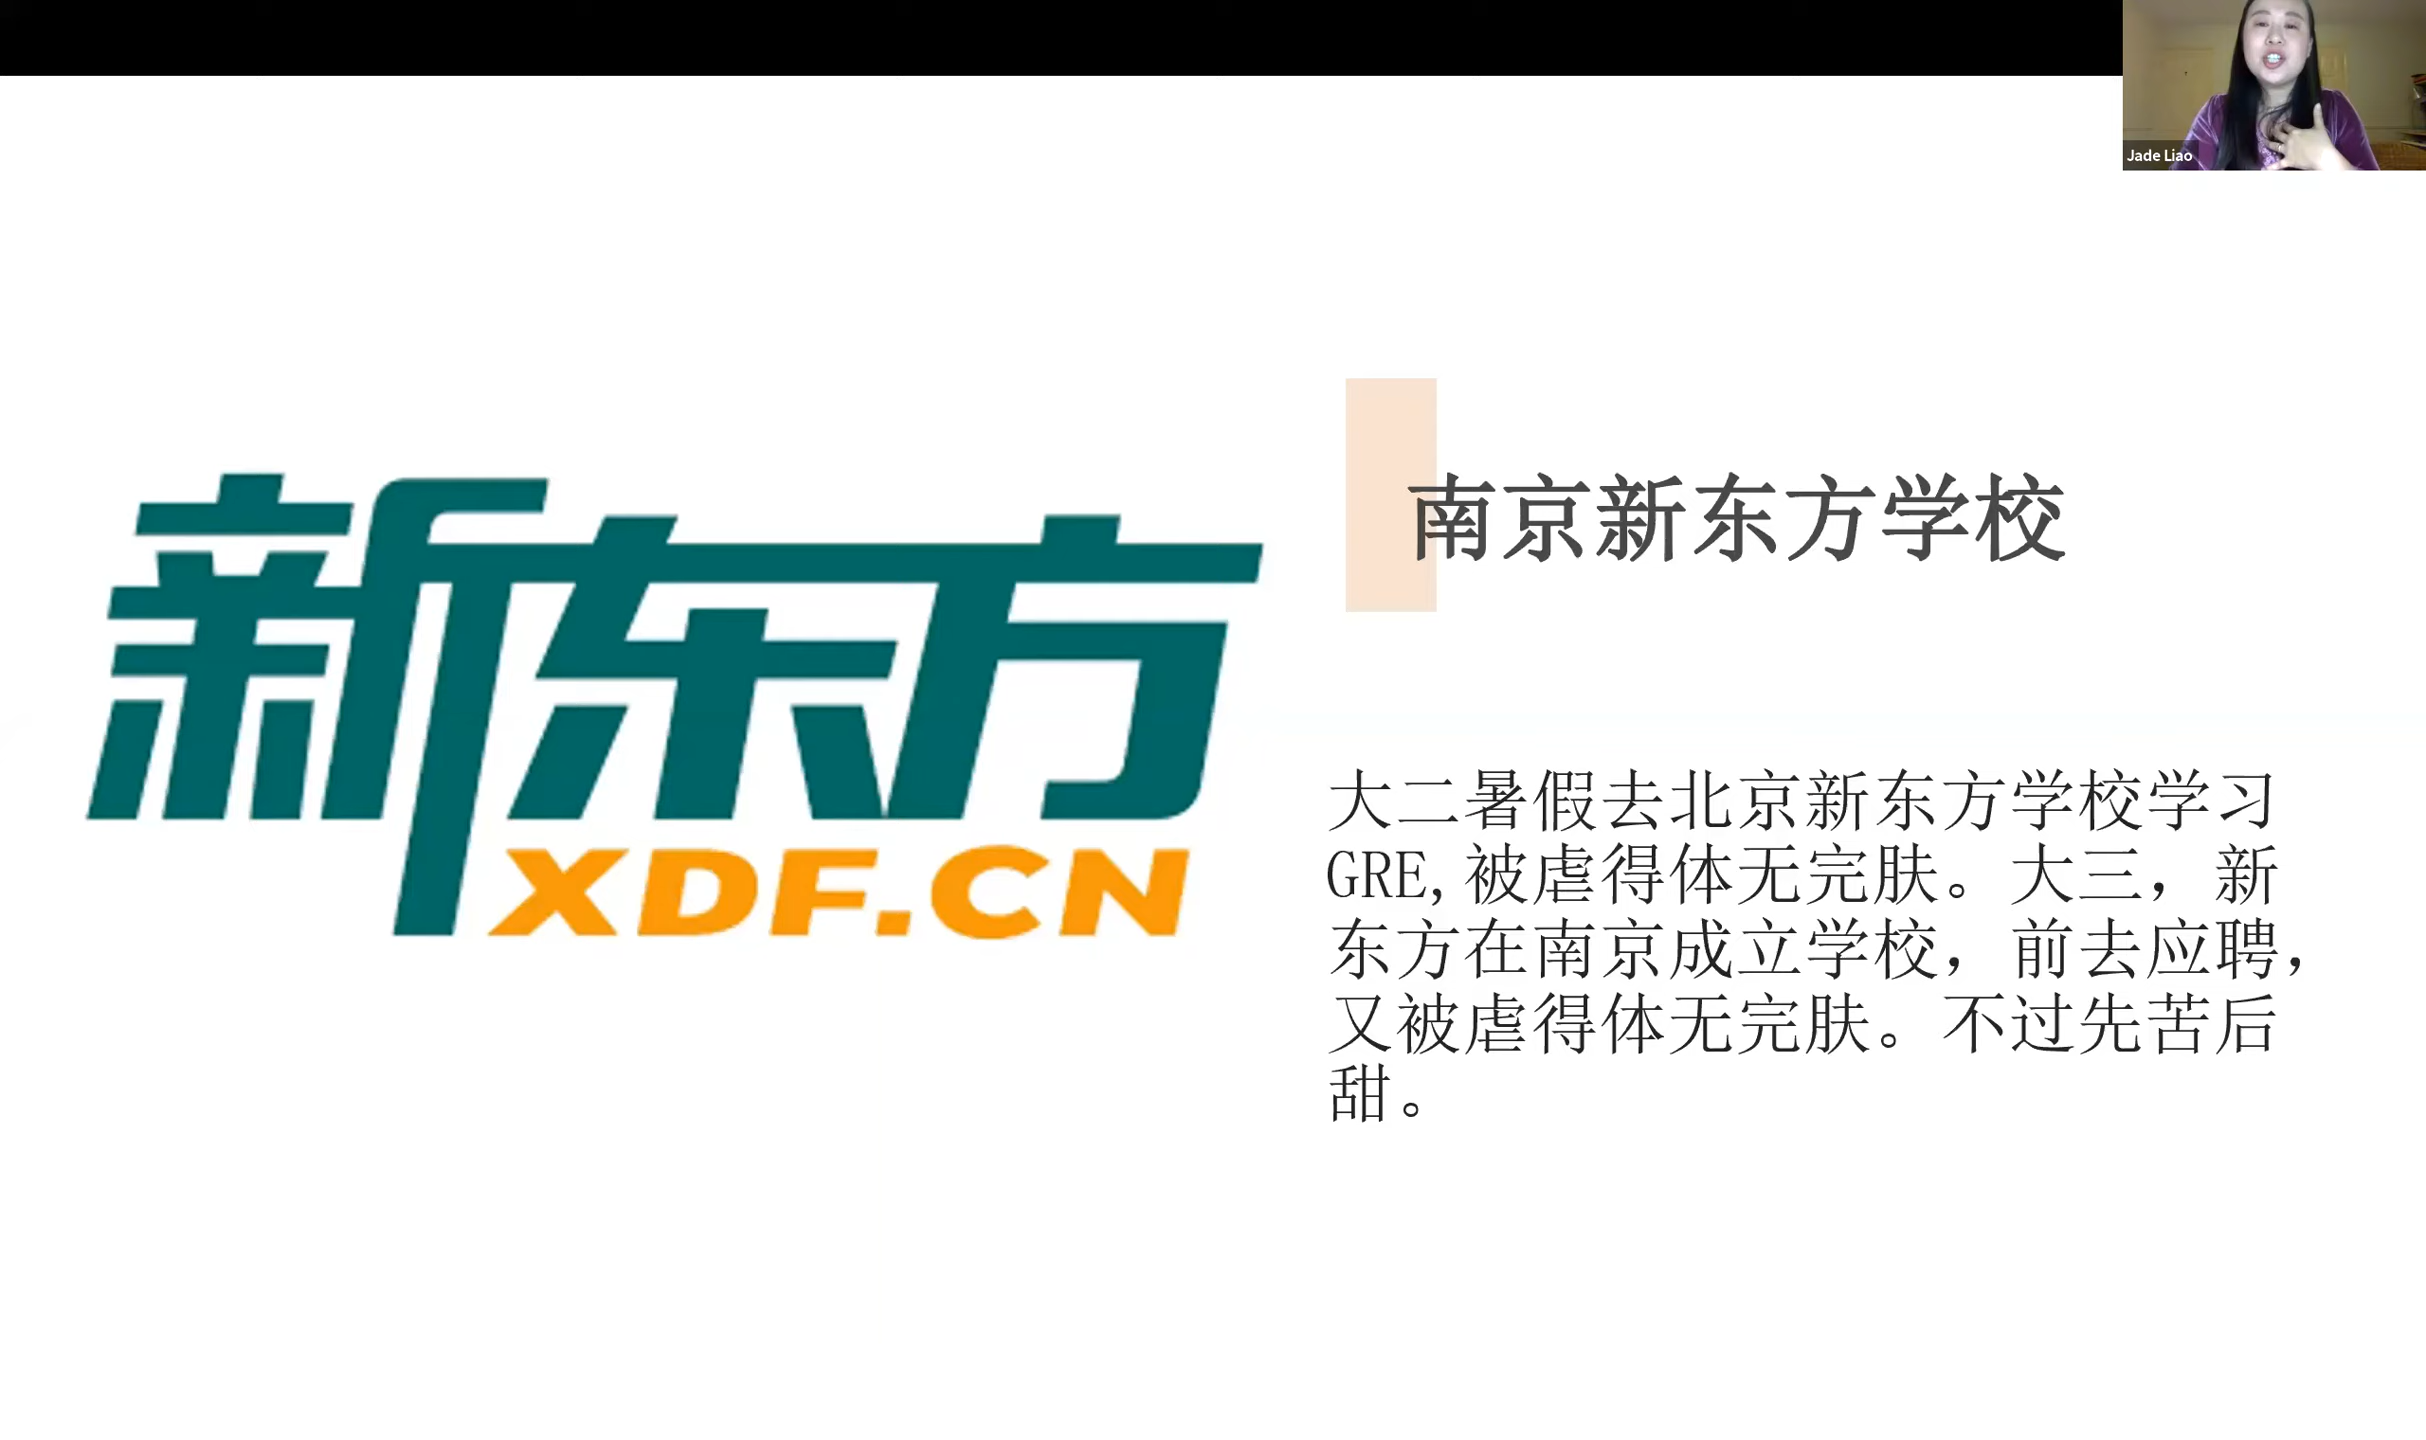 Jade Liao
新东方
XDF.CN
南京新东方学校
大二暑假去北京新东方学校学习
GRE,被虐得体无完肤。大三，新
东方在南京成立学校，前去应聘，
又被虐得体无完肤。不过先苦后
甜。